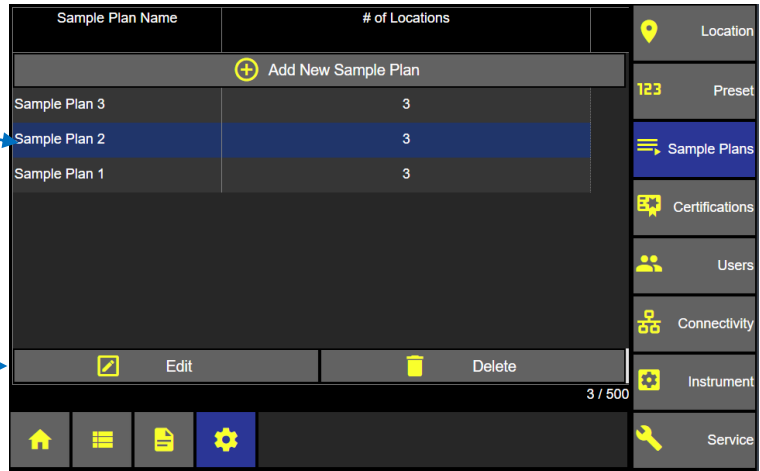 Sample Plan Name # of Locations
Add New Sample Plan
Sample Plan 3 3
Sample Plan 2 3
Sample Plan 1 3
Edit Delete
3 / 500
Location
123 Preset
Sample Plans
Certifications
Users
Connectivity
Instrument
Service